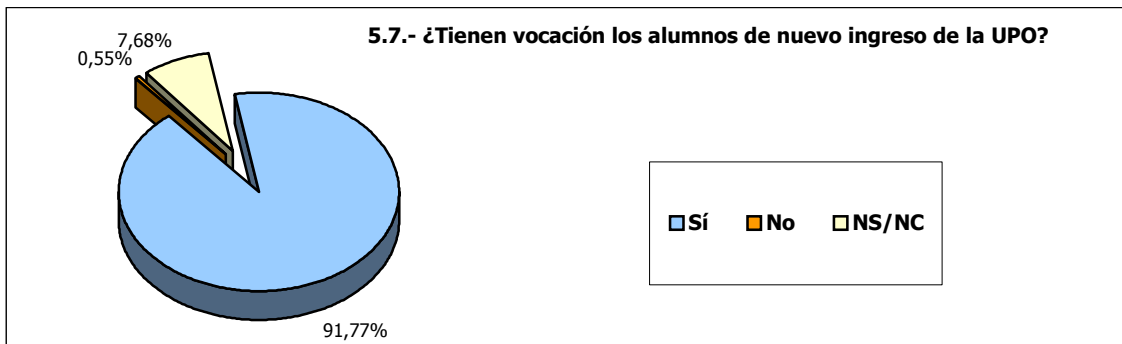 5.7.- ¿Tienen vocación los alumnos de nuevo ingreso de la UPO?
7,68%
0,55%
Sí No NS/NC
91,77%